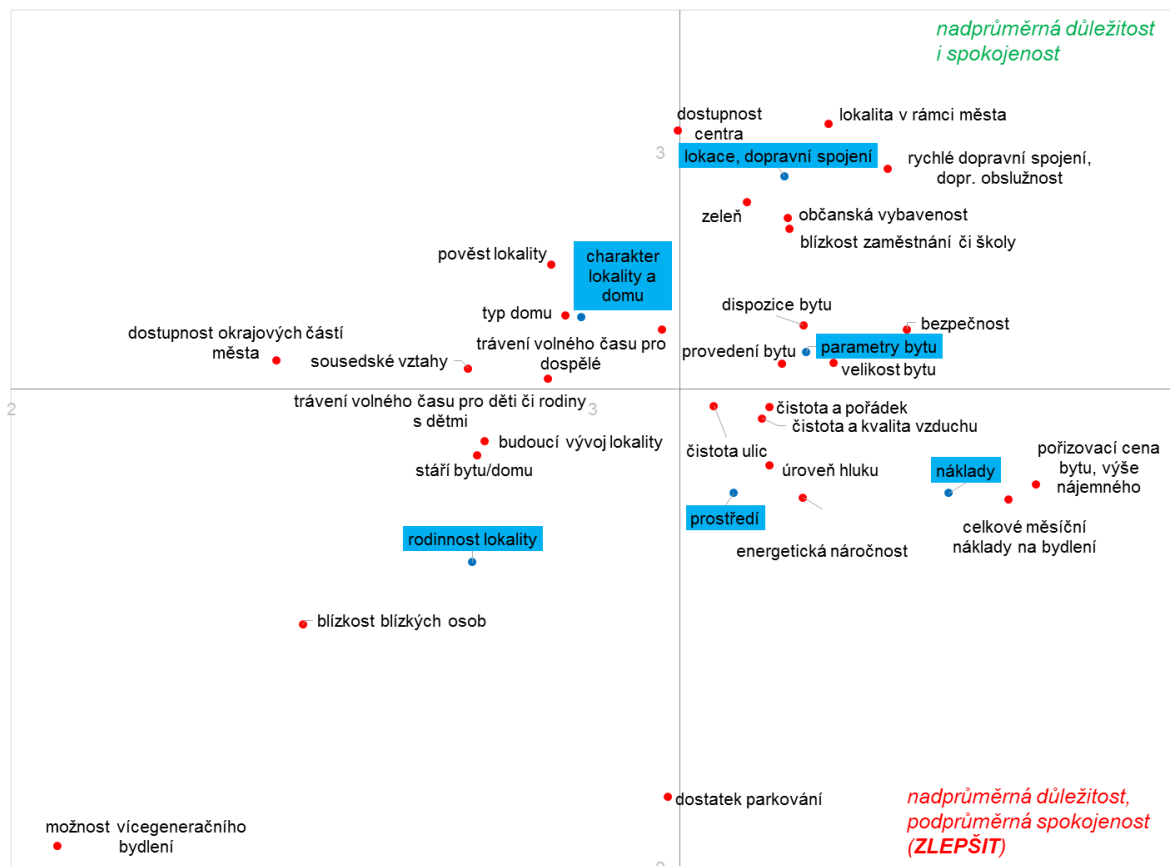 nadprůměrná důležitost
i spokojenost
dostupnost
centra
lokalita v rámci města
3
lokace, dopravní spojení
rychlé dopravní spojení,
dopr. obslužnost
zeleň
občanská vybavenost
blízkost zaměstnání či školy
pověst lokality
charakter
lokality a
domu
typ domu
dispozice bytu
bezpečnost
dostupnost okrajových částí
města
sousedské vztahy
trávení volného času pro
dospělé
provedení bytu
parametry bytu
velikost bytu
2
3
trávení volného času pro děti či rodiny
s dětmi
čistota a pořádek
čistota a kvalita vzduchu
budoucí vývoj lokality
čistota ulic
stáří bytu/domu
úroveň hluku
náklady
pořizovací cena
bytu, výše
nájemného
prostředí
rodinnost lokality
energetická náročnost
celkové měsíční
náklady na bydlení
blízkost blízkých osob
dostatek parkování
nadprůměrná důležitost,
podprůměrná spokojenost
(ZLEPŠIT)
možnost vícegeneračního
bydlení